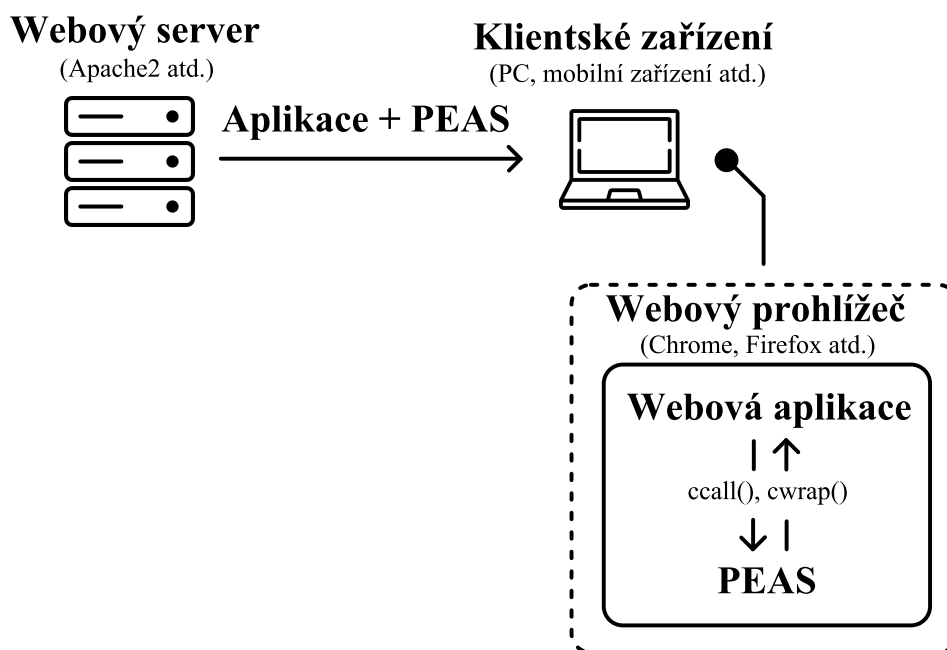 Webový server
(Apache2 atd.)
Klientské zařízení
(PC, mobilní zařízení atd.)
Aplikace + PEAS
Webový prohlížeč
(Chrome, Firefox atd.)
Webová aplikace
ccall(), cwrap()
PEAS